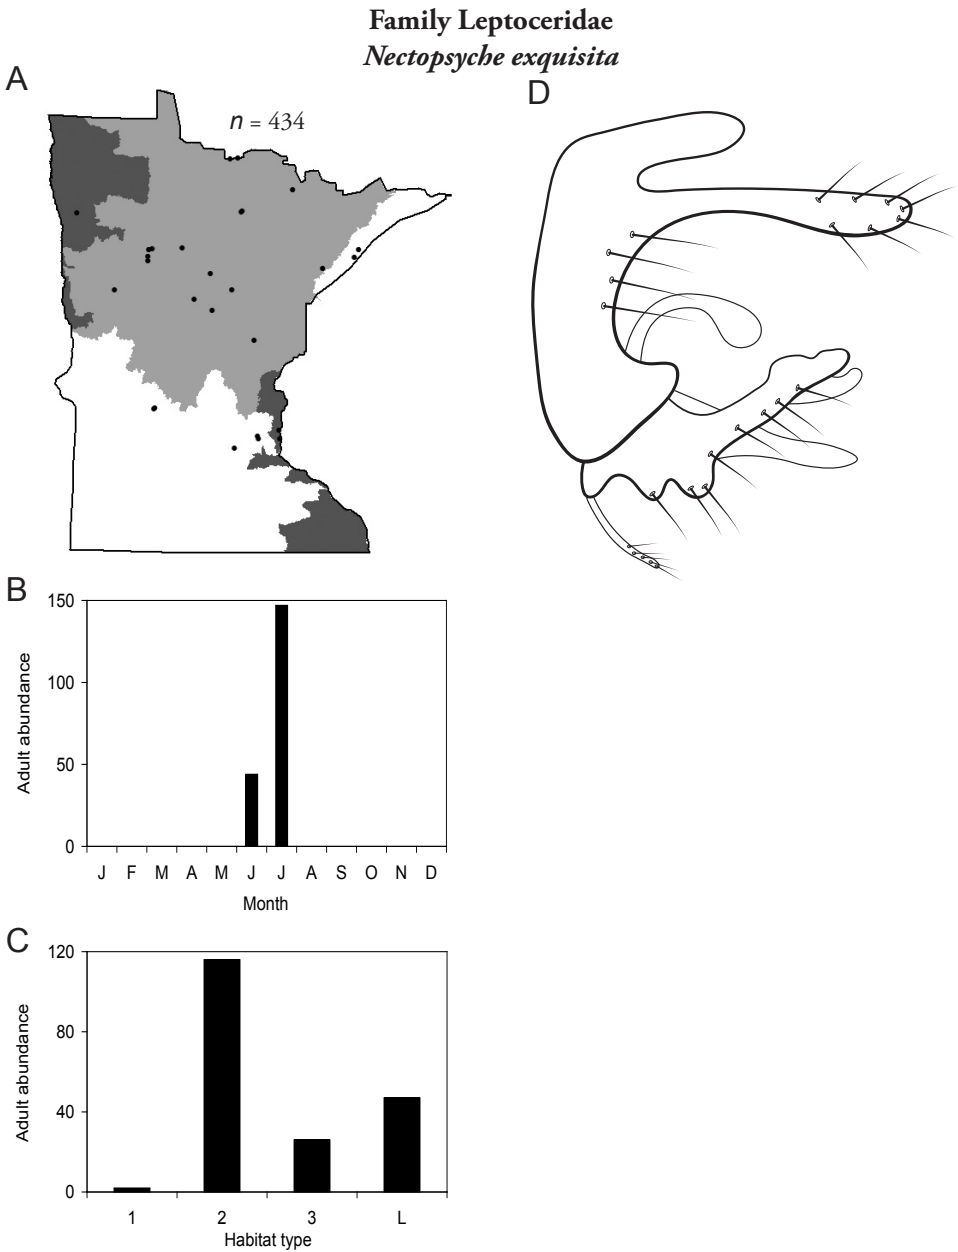 Family Leptoceridae
Nectopsyche exquisita
A
n = 434
D
B
150
100
50
0
Adult abundance
J F M A M J J A S O N D
Month
C
120
80
40
0
Adult abundance
1 2 3 L
Habitat type